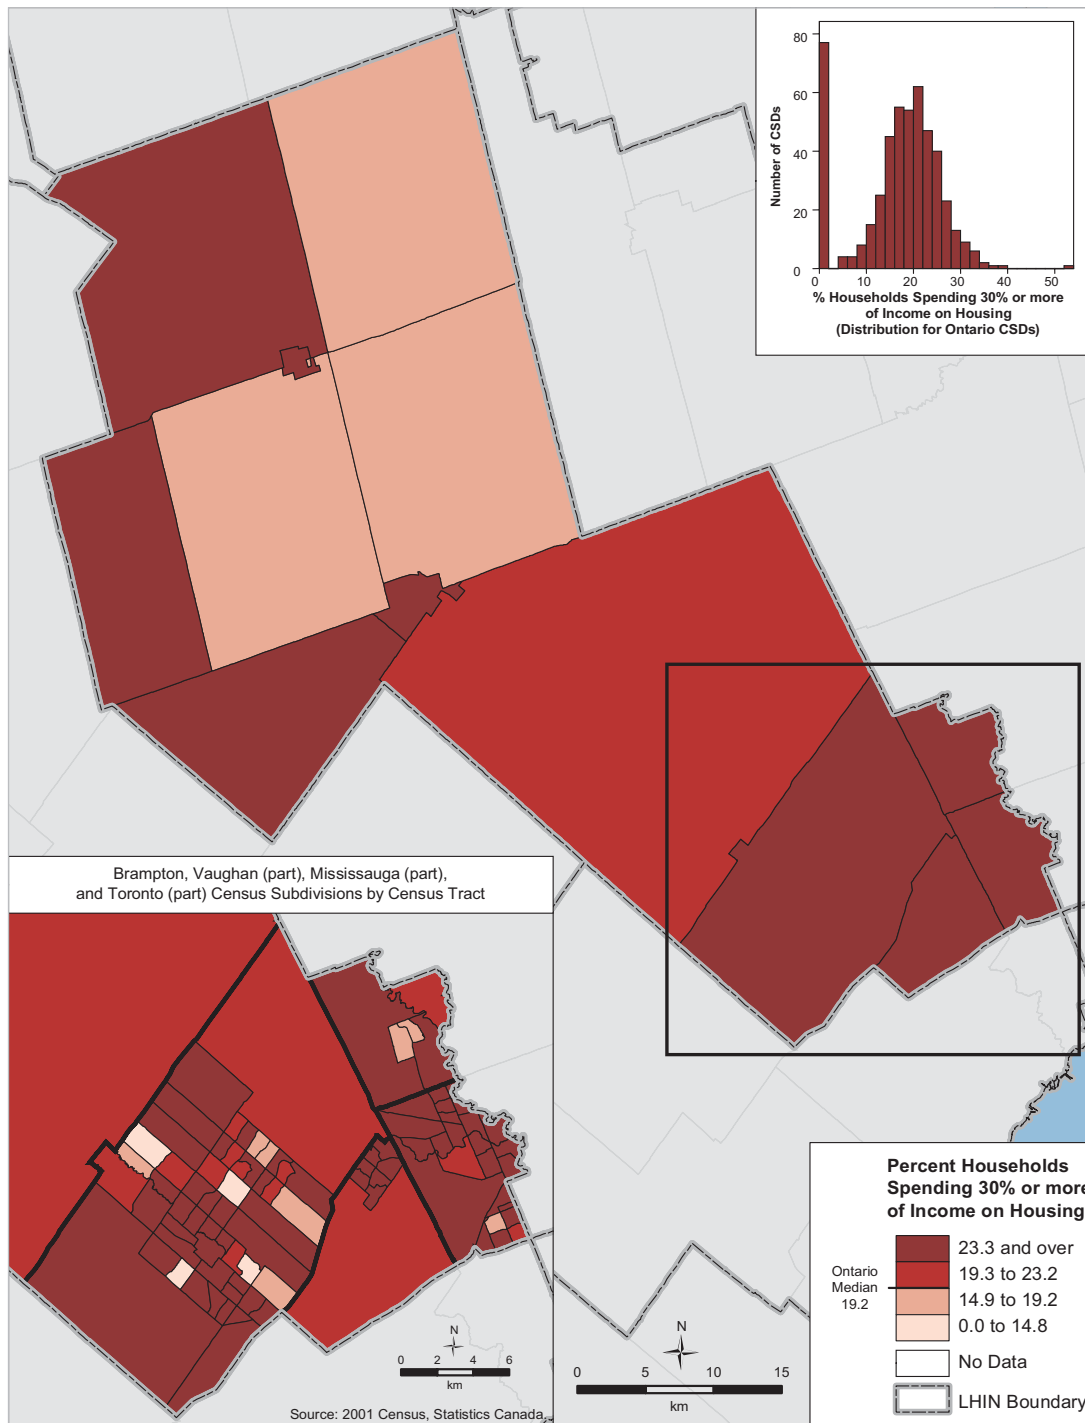 80
60
40
20
0
Number of CSDs
0 10 20 30 40 50
% Households Spending 30% or more
of Income on Housing
(Distribution for Ontario CSDs)
Brampton, Vaughan (part), Mississauga (part),
and Toronto (part) Census Subdivisions by Census Tract
N
0 2 4 6
km
Source: 2001 Census, Statistics Canada.
N
0 5 10 15
km
Percent Households
Spending 30% or more
of Income on Housing
Ontario
Median
19.2
23.3 and over
19.3 to 23.2
14.9 to 19.2
0.0 to 14.8
No Data
LHIN Boundary